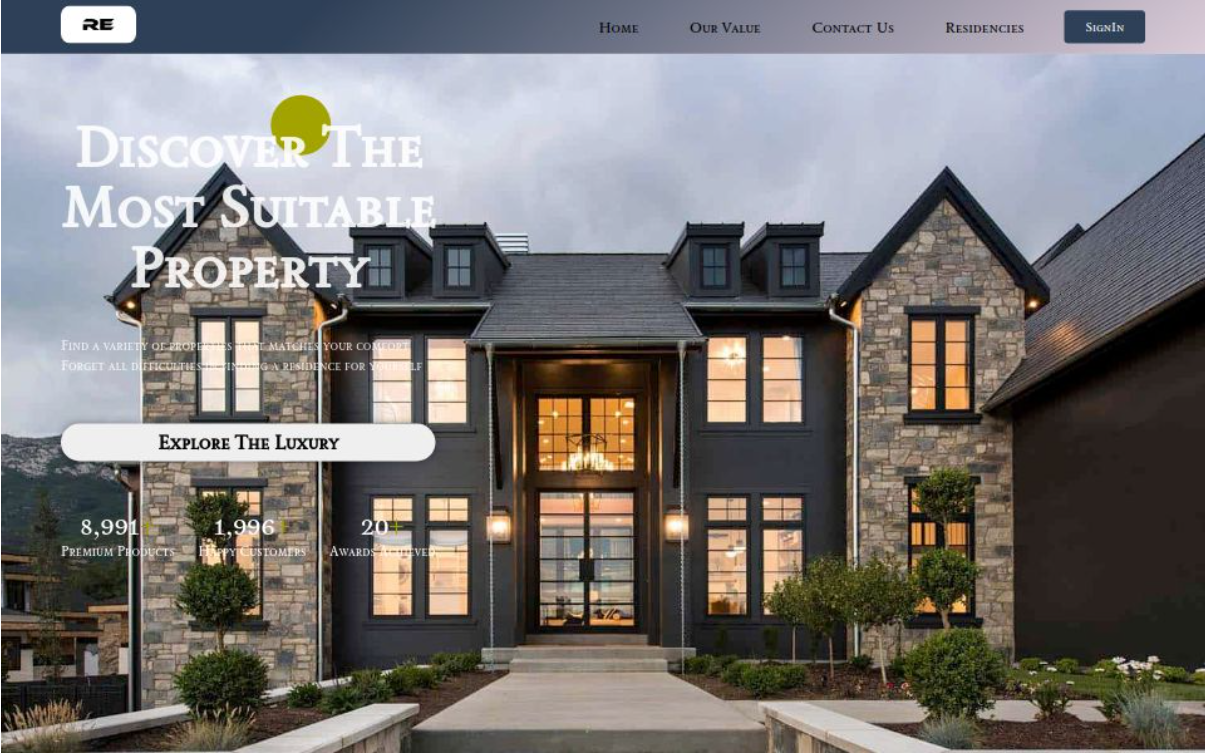 RE
Home
Our Value
Contact Us
Residencies
SignIn
Discover The
Most Suitable
Property
Find a variety of properties that matches your comfort
Forget all difficulties in finding a residence for yourself
Explore The Luxury
8,991+ 1,996+ 20+
Premium Products Happy Customers Awards Achieved